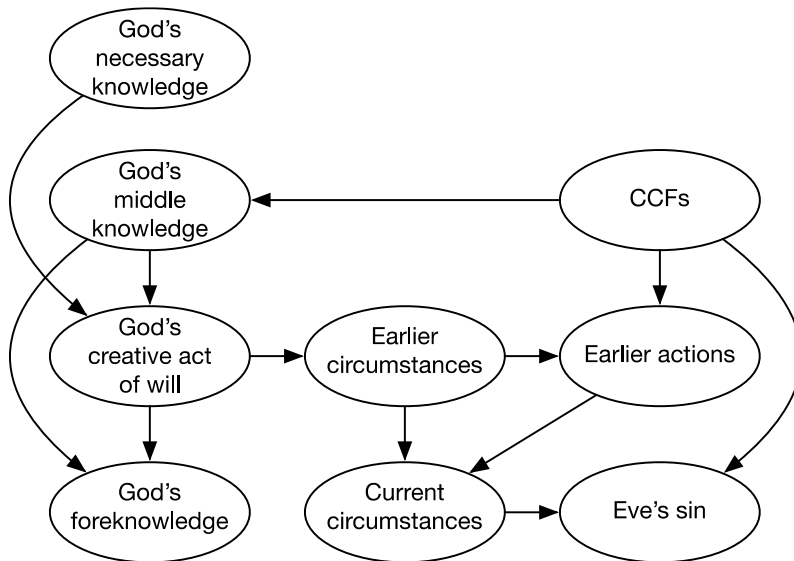 God's
necessary
knowledge
God's
middle
knowledge
CCFs
God's
creative act
of will
Earlier
circumstances
Earlier actions
God's
foreknowledge
Current
circumstances
Eve's sin